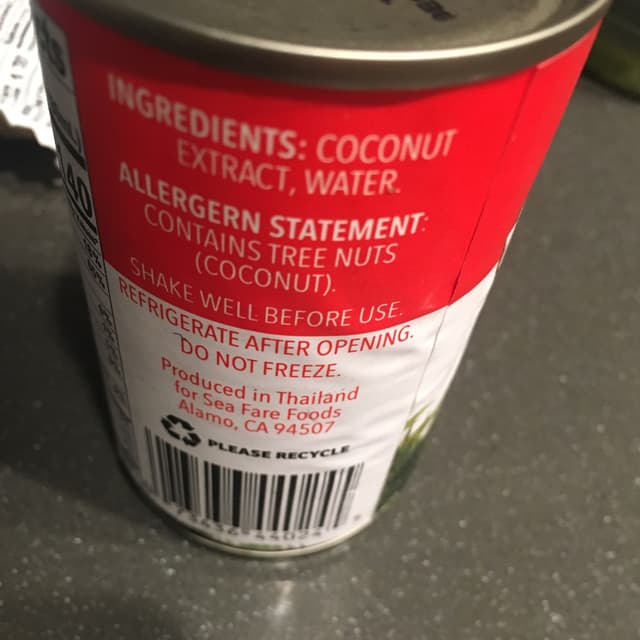 INGREDIENTS: COCONUT
EXTRACT, WATER.
ALLERGERN STATEMENT:
CONTAINS TREE NUTS
(COCONUT).
SHAKE WELL BEFORE USE.
REFRIGERATE AFTER OPENING.
DO NOT FREEZE.
Produced in Thailand
for Sea Fare Foods
Alamo, CA 94507
PLEASE RECYCLE